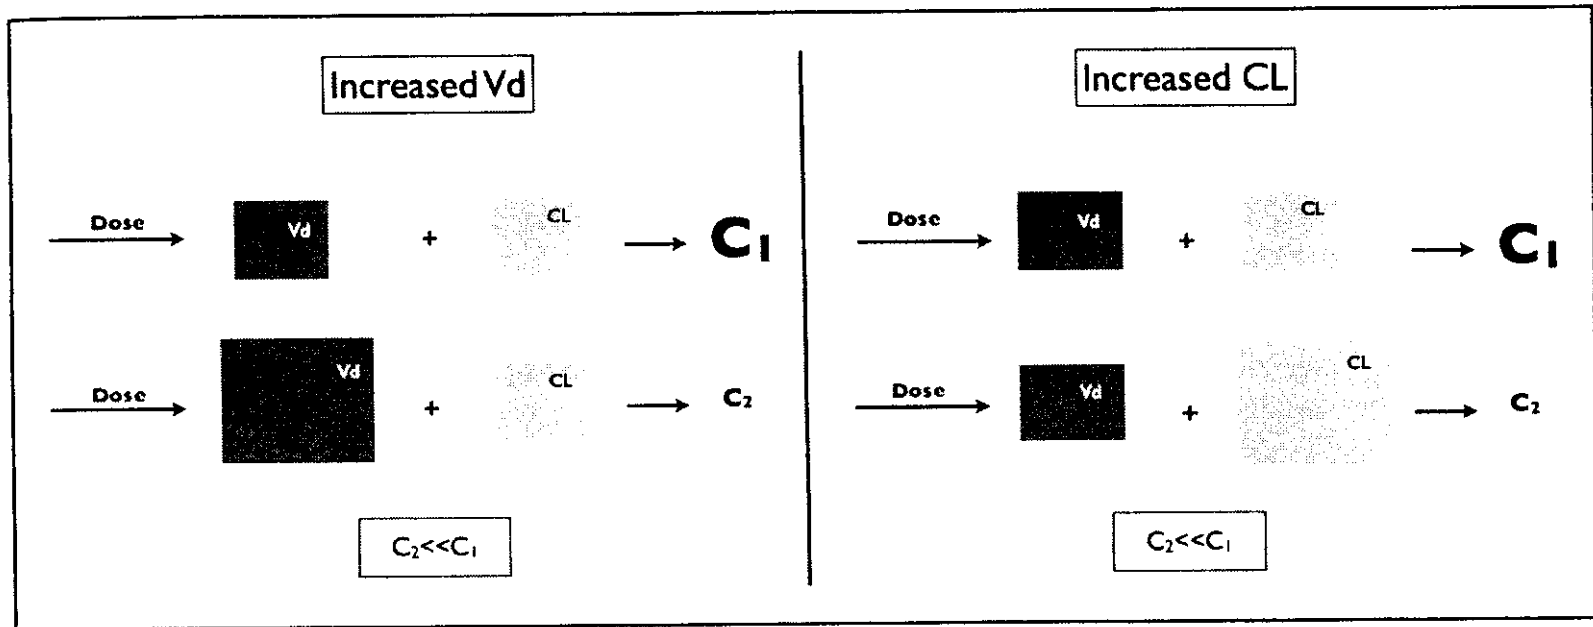 Increased Vd
Dose Vd + CL C₁
Dose Vd + CL C₂
C₂<<C₁
Increased CL
Dose Vd + CL C₁
Dose Vd + CL C₂
C₂<<C₁